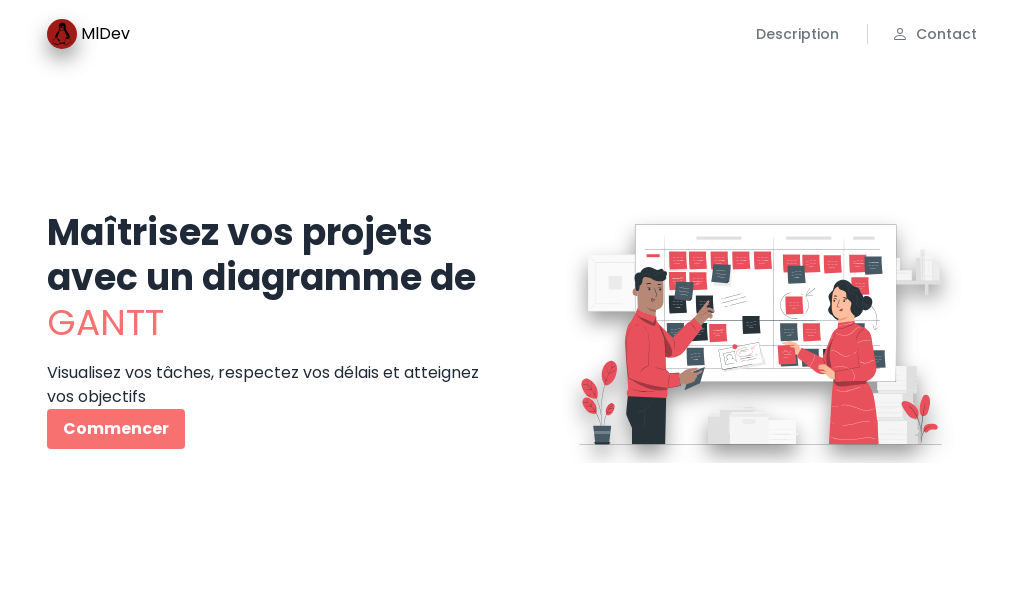 MlDev
Description
Contact
Maîtrisez vos projets
avec un diagramme de
GANTT
Visualisez vos tâches, respectez vos délais et atteignez
vos objectifs
Commencer